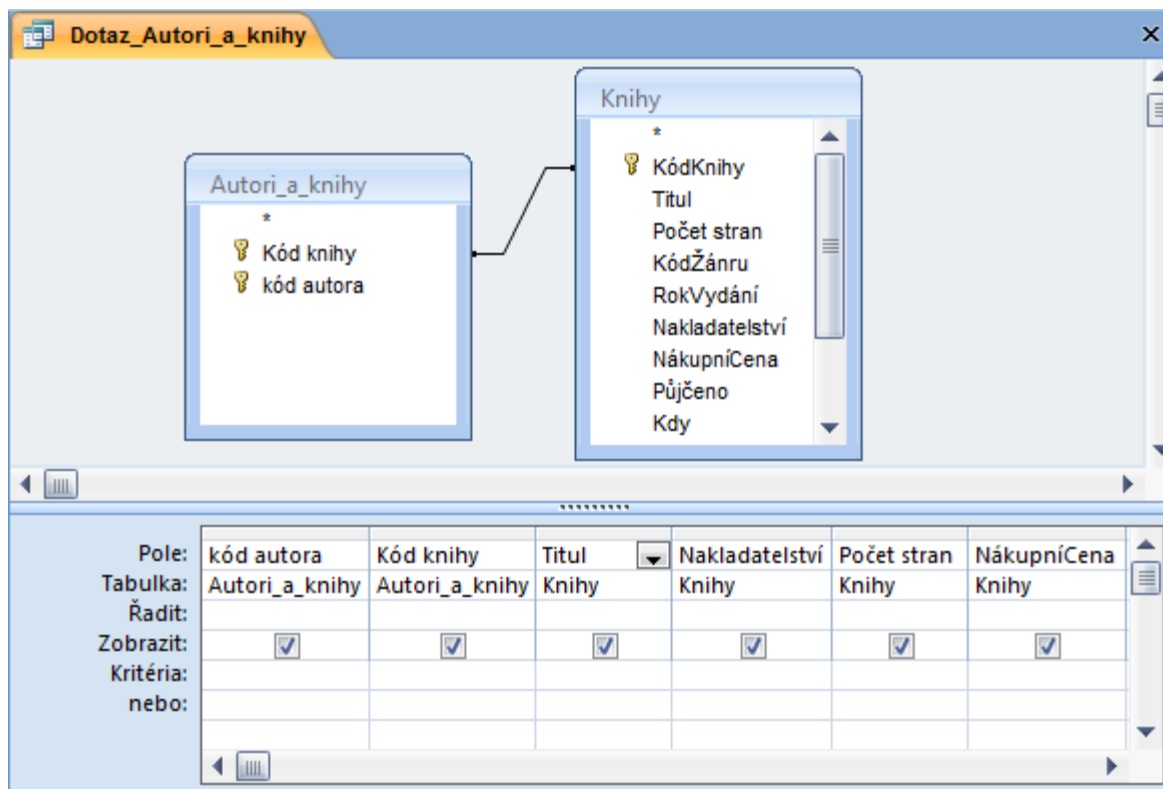 Dotaz_Autori_a_knihy
Autori_a_knihy
*
Kód knihy
kód autora
Knihy
*
KódKnihy
Titul
Počet stran
KódŽánru
RokVydání
Nakladatelství
NákupníCena
Půjčeno
Kdy
Pole: kód autora Kód knihy Titul Nakladatelství Počet stran NákupníCena
Tabulka: Autori_a_knihy Autori_a_knihy Knihy Knihy Knihy Knihy
Řadit:
Zobrazit:
Kritéria:
nebo: